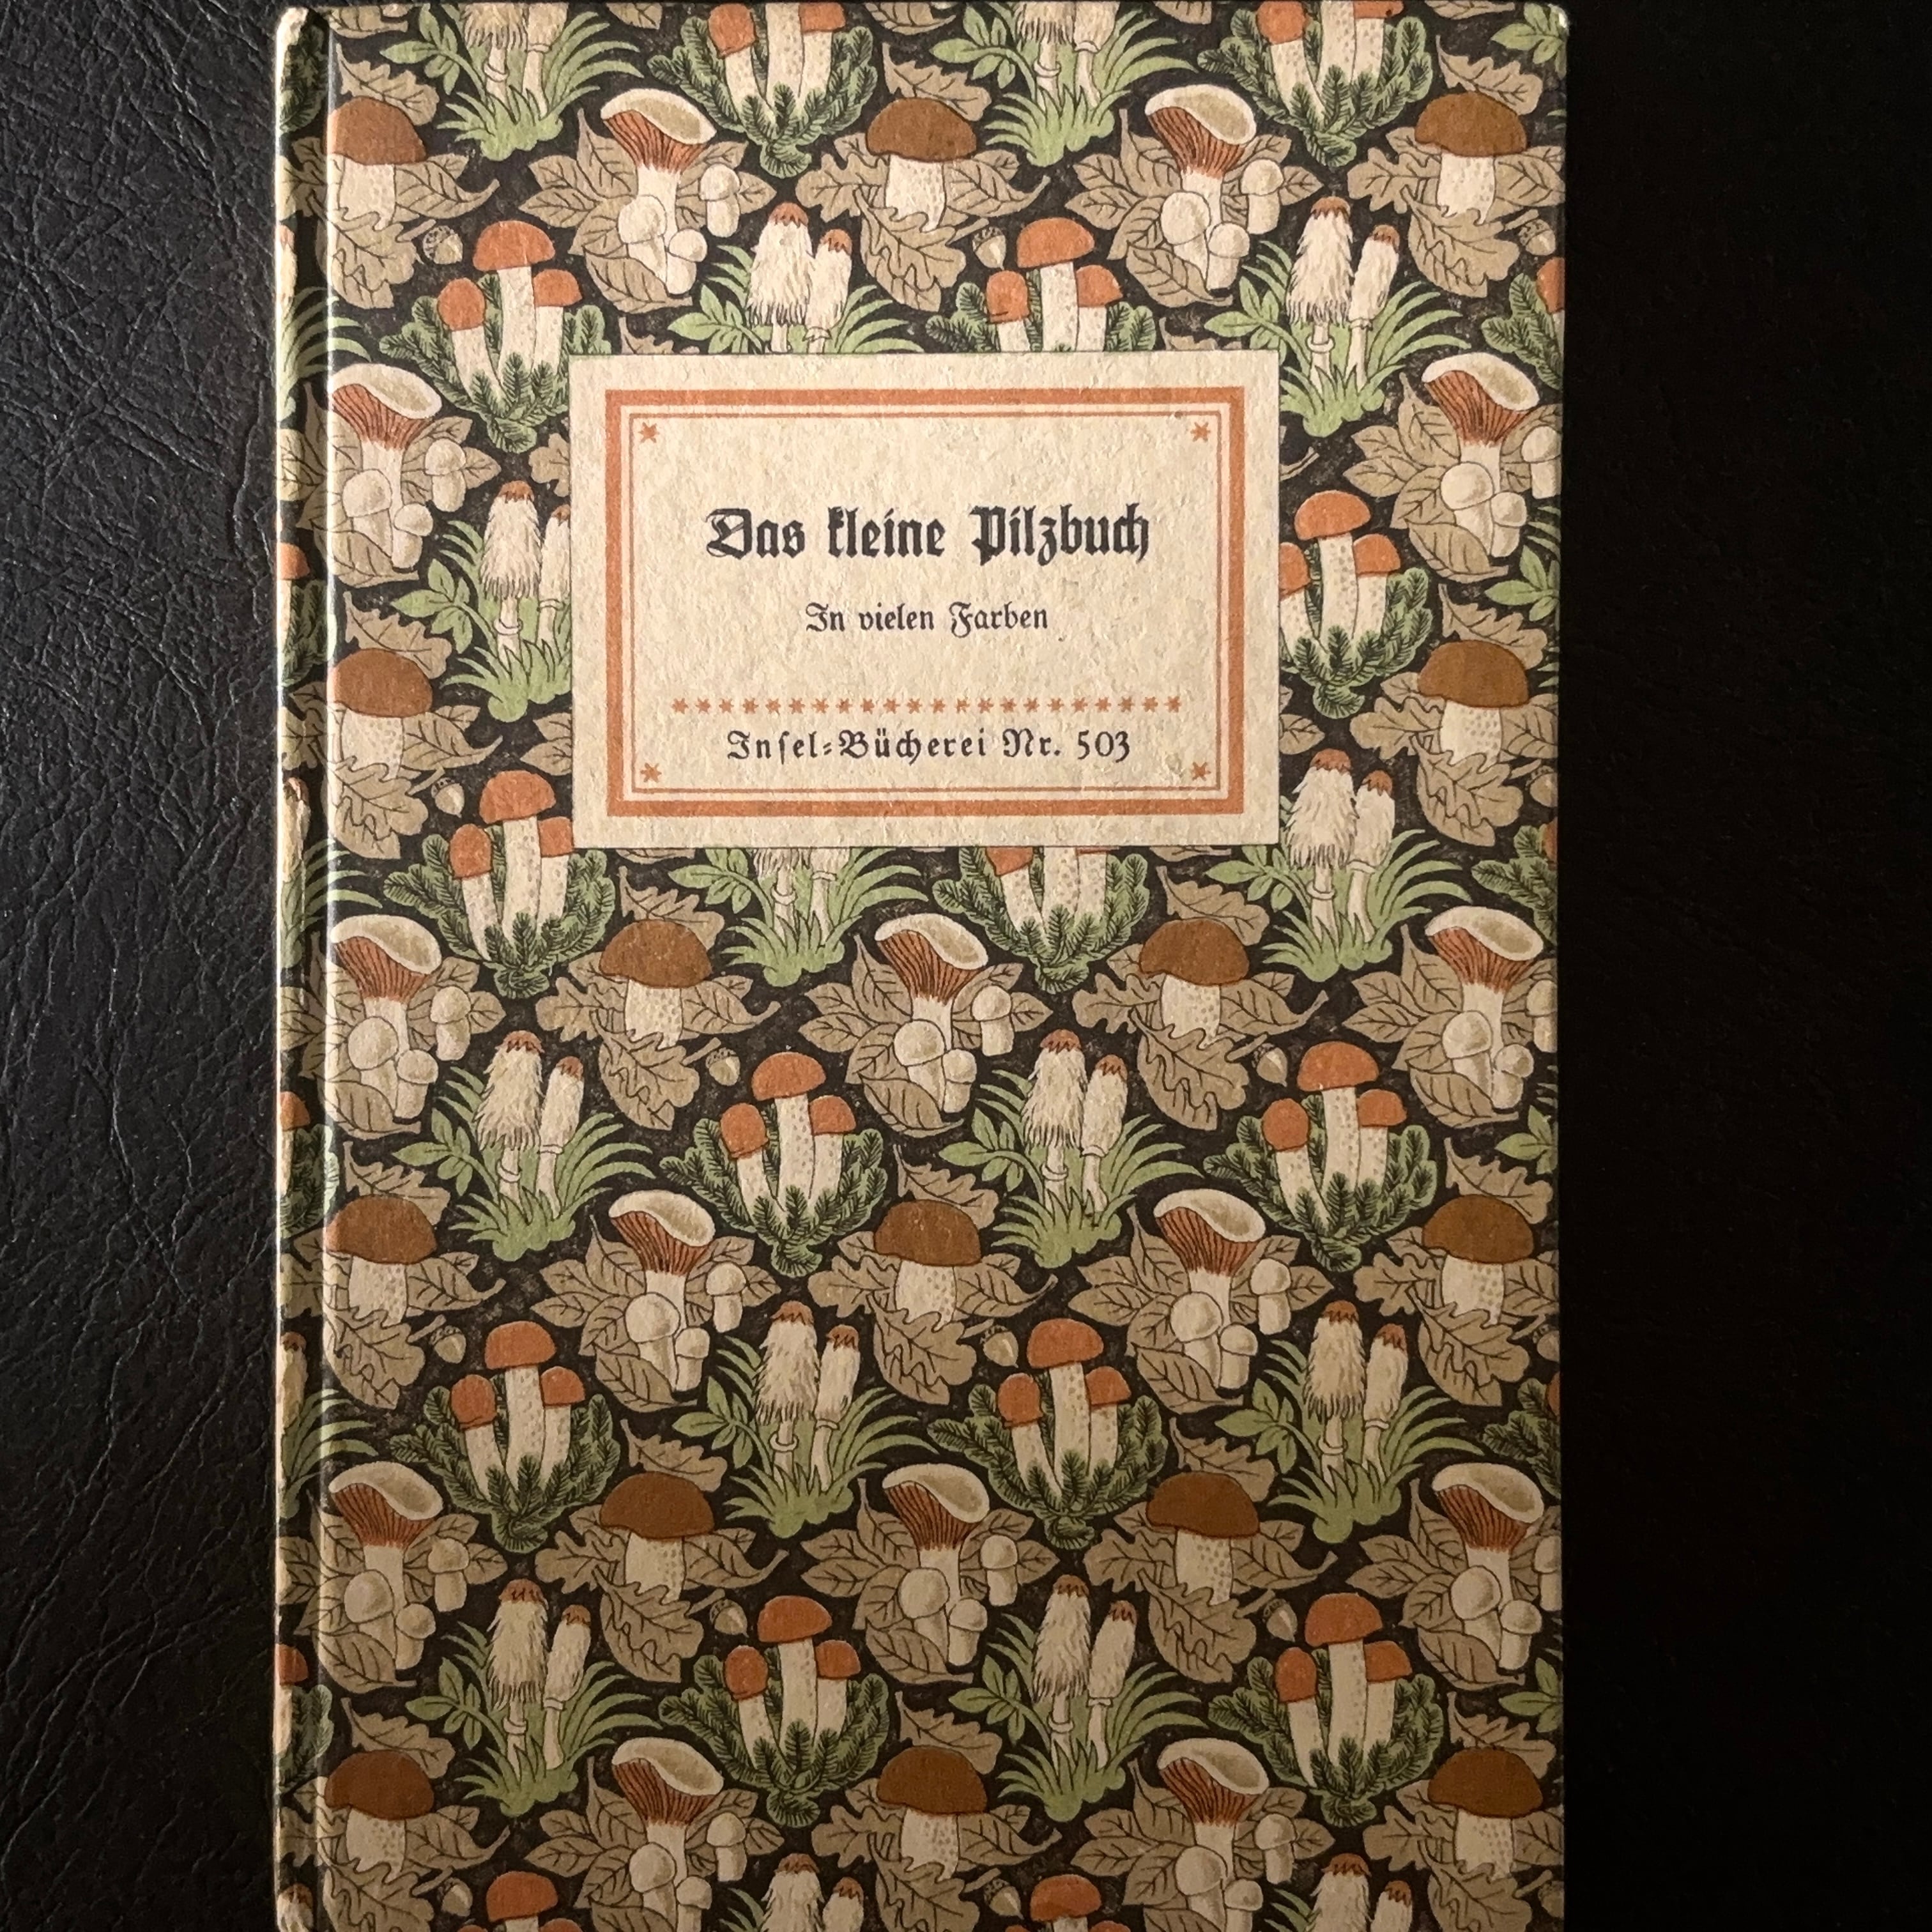 Das kleine Pilzbuch
In vielen Farben
Inſel-Bücherei Nr. 503